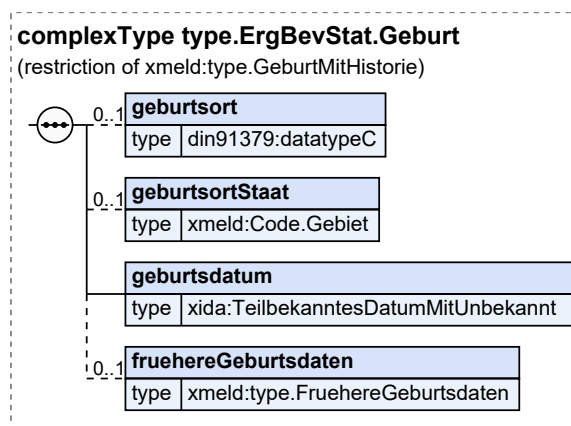 complexType type.ErgBevStat.Geburt
(restriction of xmeld:type.GeburtMitHistorie)
0..1 geburtsort
type din91379:datatypeC
0..1 geburtsortStaat
type xmeld:Code.Gebiet
geburtsdatum
type xida:TeilbekanntesDatumMitUnbekannt
0..1 fruehereGeburtsdaten
type xmeld:type.FruehereGeburtsdaten